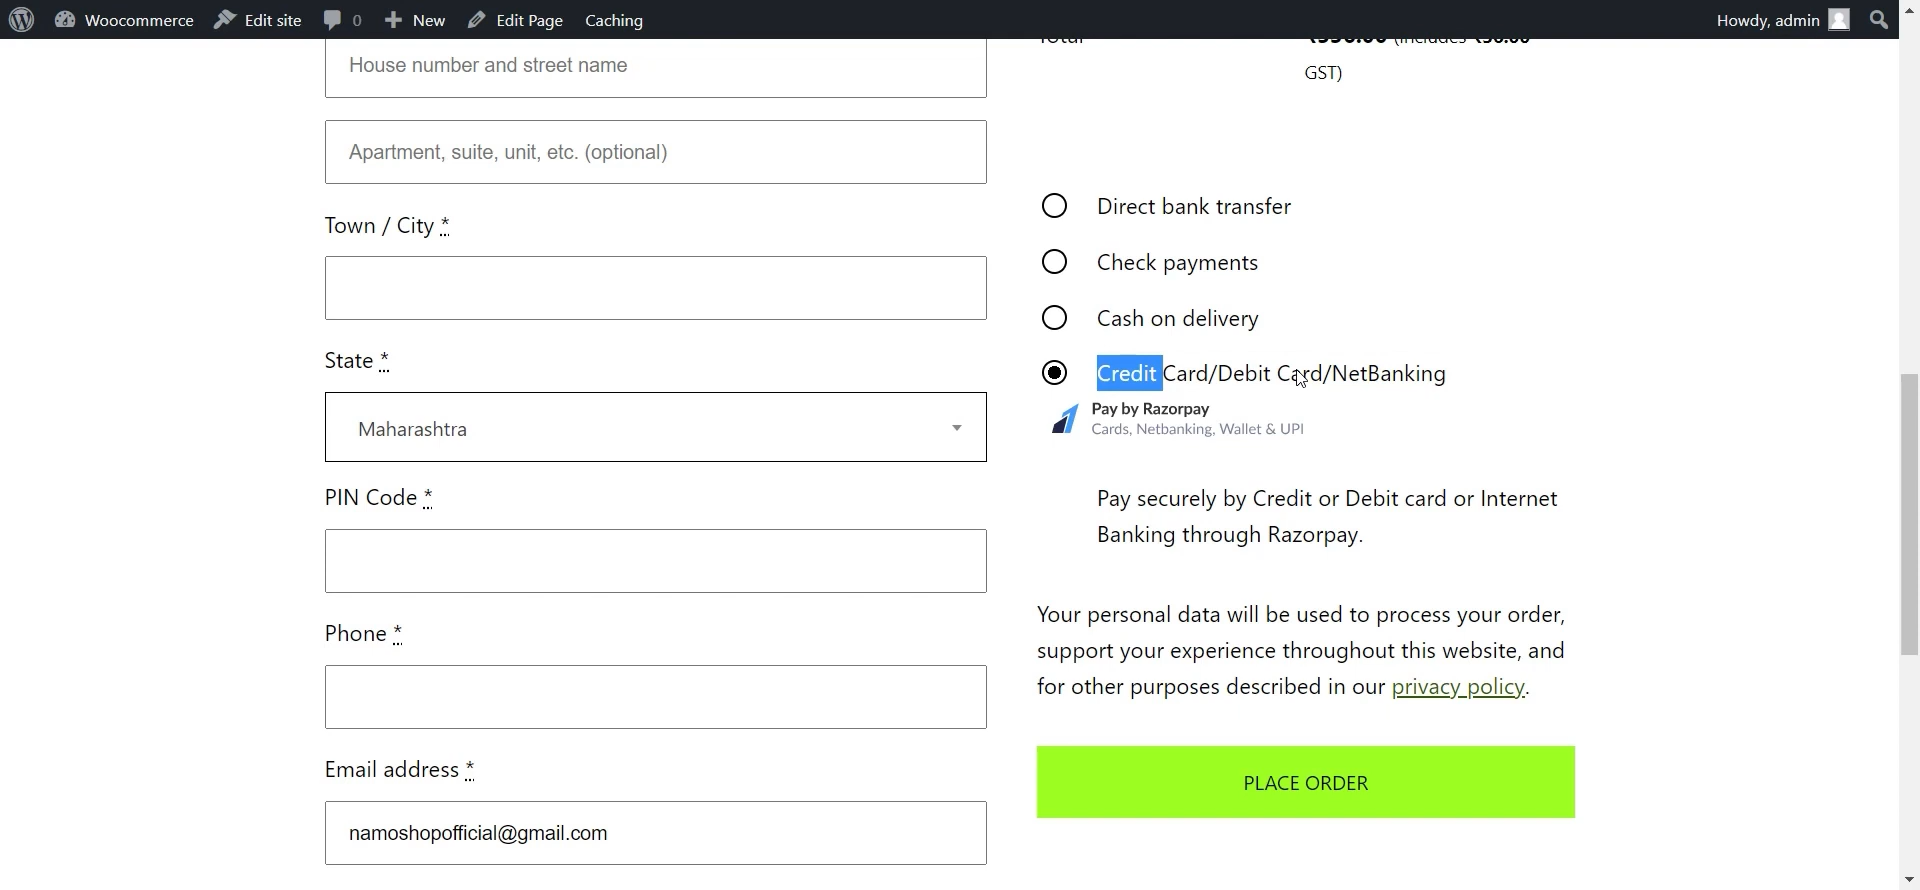 Woocommerce Edit site 0 New Edit Page Caching Howdy, admin
House number and street name
Apartment, suite, unit, etc. (optional)
Town / City *
State *
Maharashtra
PIN Code *
Phone *
Email address *
namoshopofficial@gmail.com
GST)
Direct bank transfer
Check payments
Cash on delivery
Credit Card/Debit Card/NetBanking
Pay by Razorpay
Cards, Netbanking, Wallet & UPI
Pay securely by Credit or Debit card or Internet
Banking through Razorpay.
Your personal data will be used to process your order,
support your experience throughout this website, and
for other purposes described in our privacy policy.
PLACE ORDER